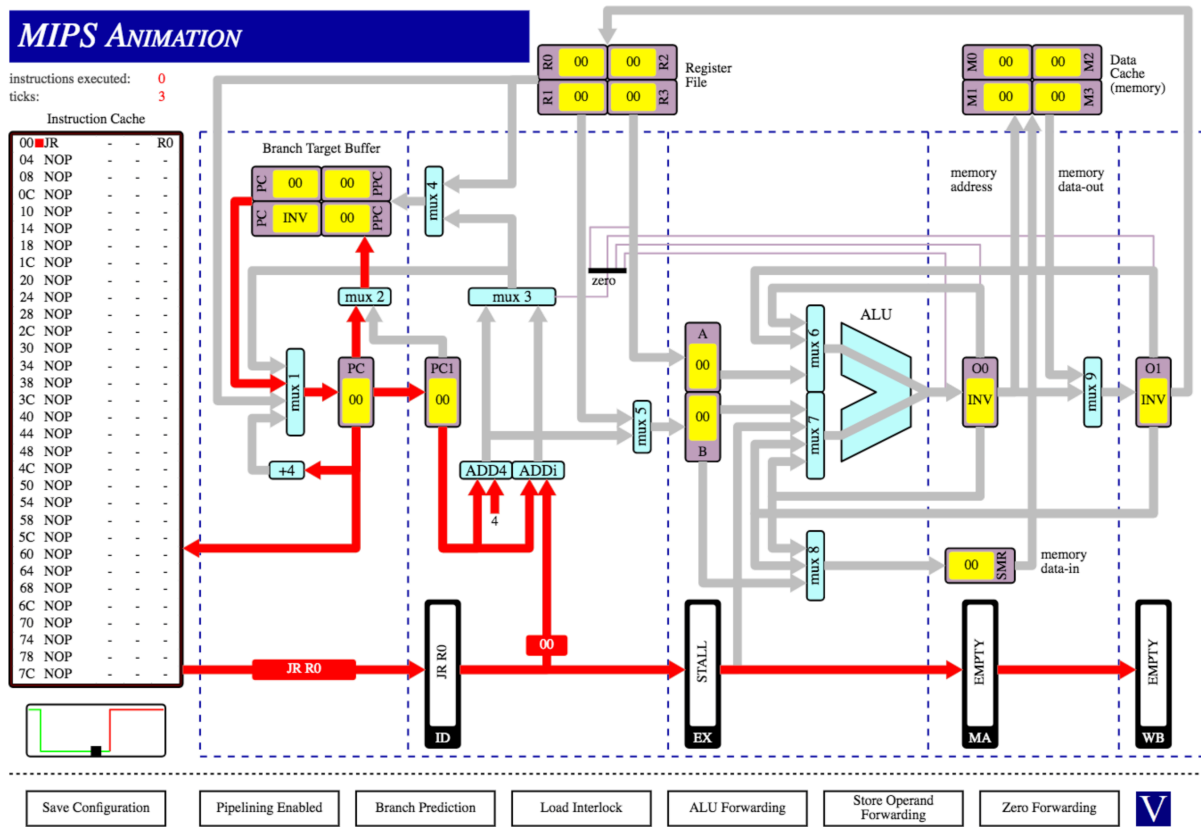 MIPS ANIMATION
instructions executed: 0
ticks: 3
Instruction Cache
00 JR - - R0
04 NOP - - -
08 NOP - - -
0C NOP - - -
10 NOP - - -
14 NOP - - -
18 NOP - - -
1C NOP - - -
20 NOP - - -
24 NOP - - -
28 NOP - - -
2C NOP - - -
30 NOP - - -
34 NOP - - -
38 NOP - - -
3C NOP - - -
40 NOP - - -
44 NOP - - -
48 NOP - - -
4C NOP - - -
50 NOP - - -
54 NOP - - -
58 NOP - - -
5C NOP - - -
60 NOP - - -
64 NOP - - -
68 NOP - - -
6C NOP - - -
70 NOP - - -
74 NOP - - -
78 NOP - - -
7C NOP - - -
R0 00 00 R2
R1 00 00 R3
Register
File
M0 00 00 M2
M1 00 00 M3
Data
Cache
(memory)
Branch Target Buffer
PC 00 00 PPC
PC INV 00 PPC
mux 4
memory
address
memory
data-out
zero
mux 2
mux 3
mux 1
PC
00
PC1
00
+4
ADD4
ADDi
4
mux 5
A
00
00
B
mux 6
mux 7
ALU
O0
INV
mux 9
O1
INV
mux 8
00 SMR
memory
data-in
JR R0
JR R0
ID
00
STALL
EX
EMPTY
MA
EMPTY
WB
Save Configuration
Pipelining Enabled
Branch Prediction
Load Interlock
ALU Forwarding
Store Operand
Forwarding
Zero Forwarding
V